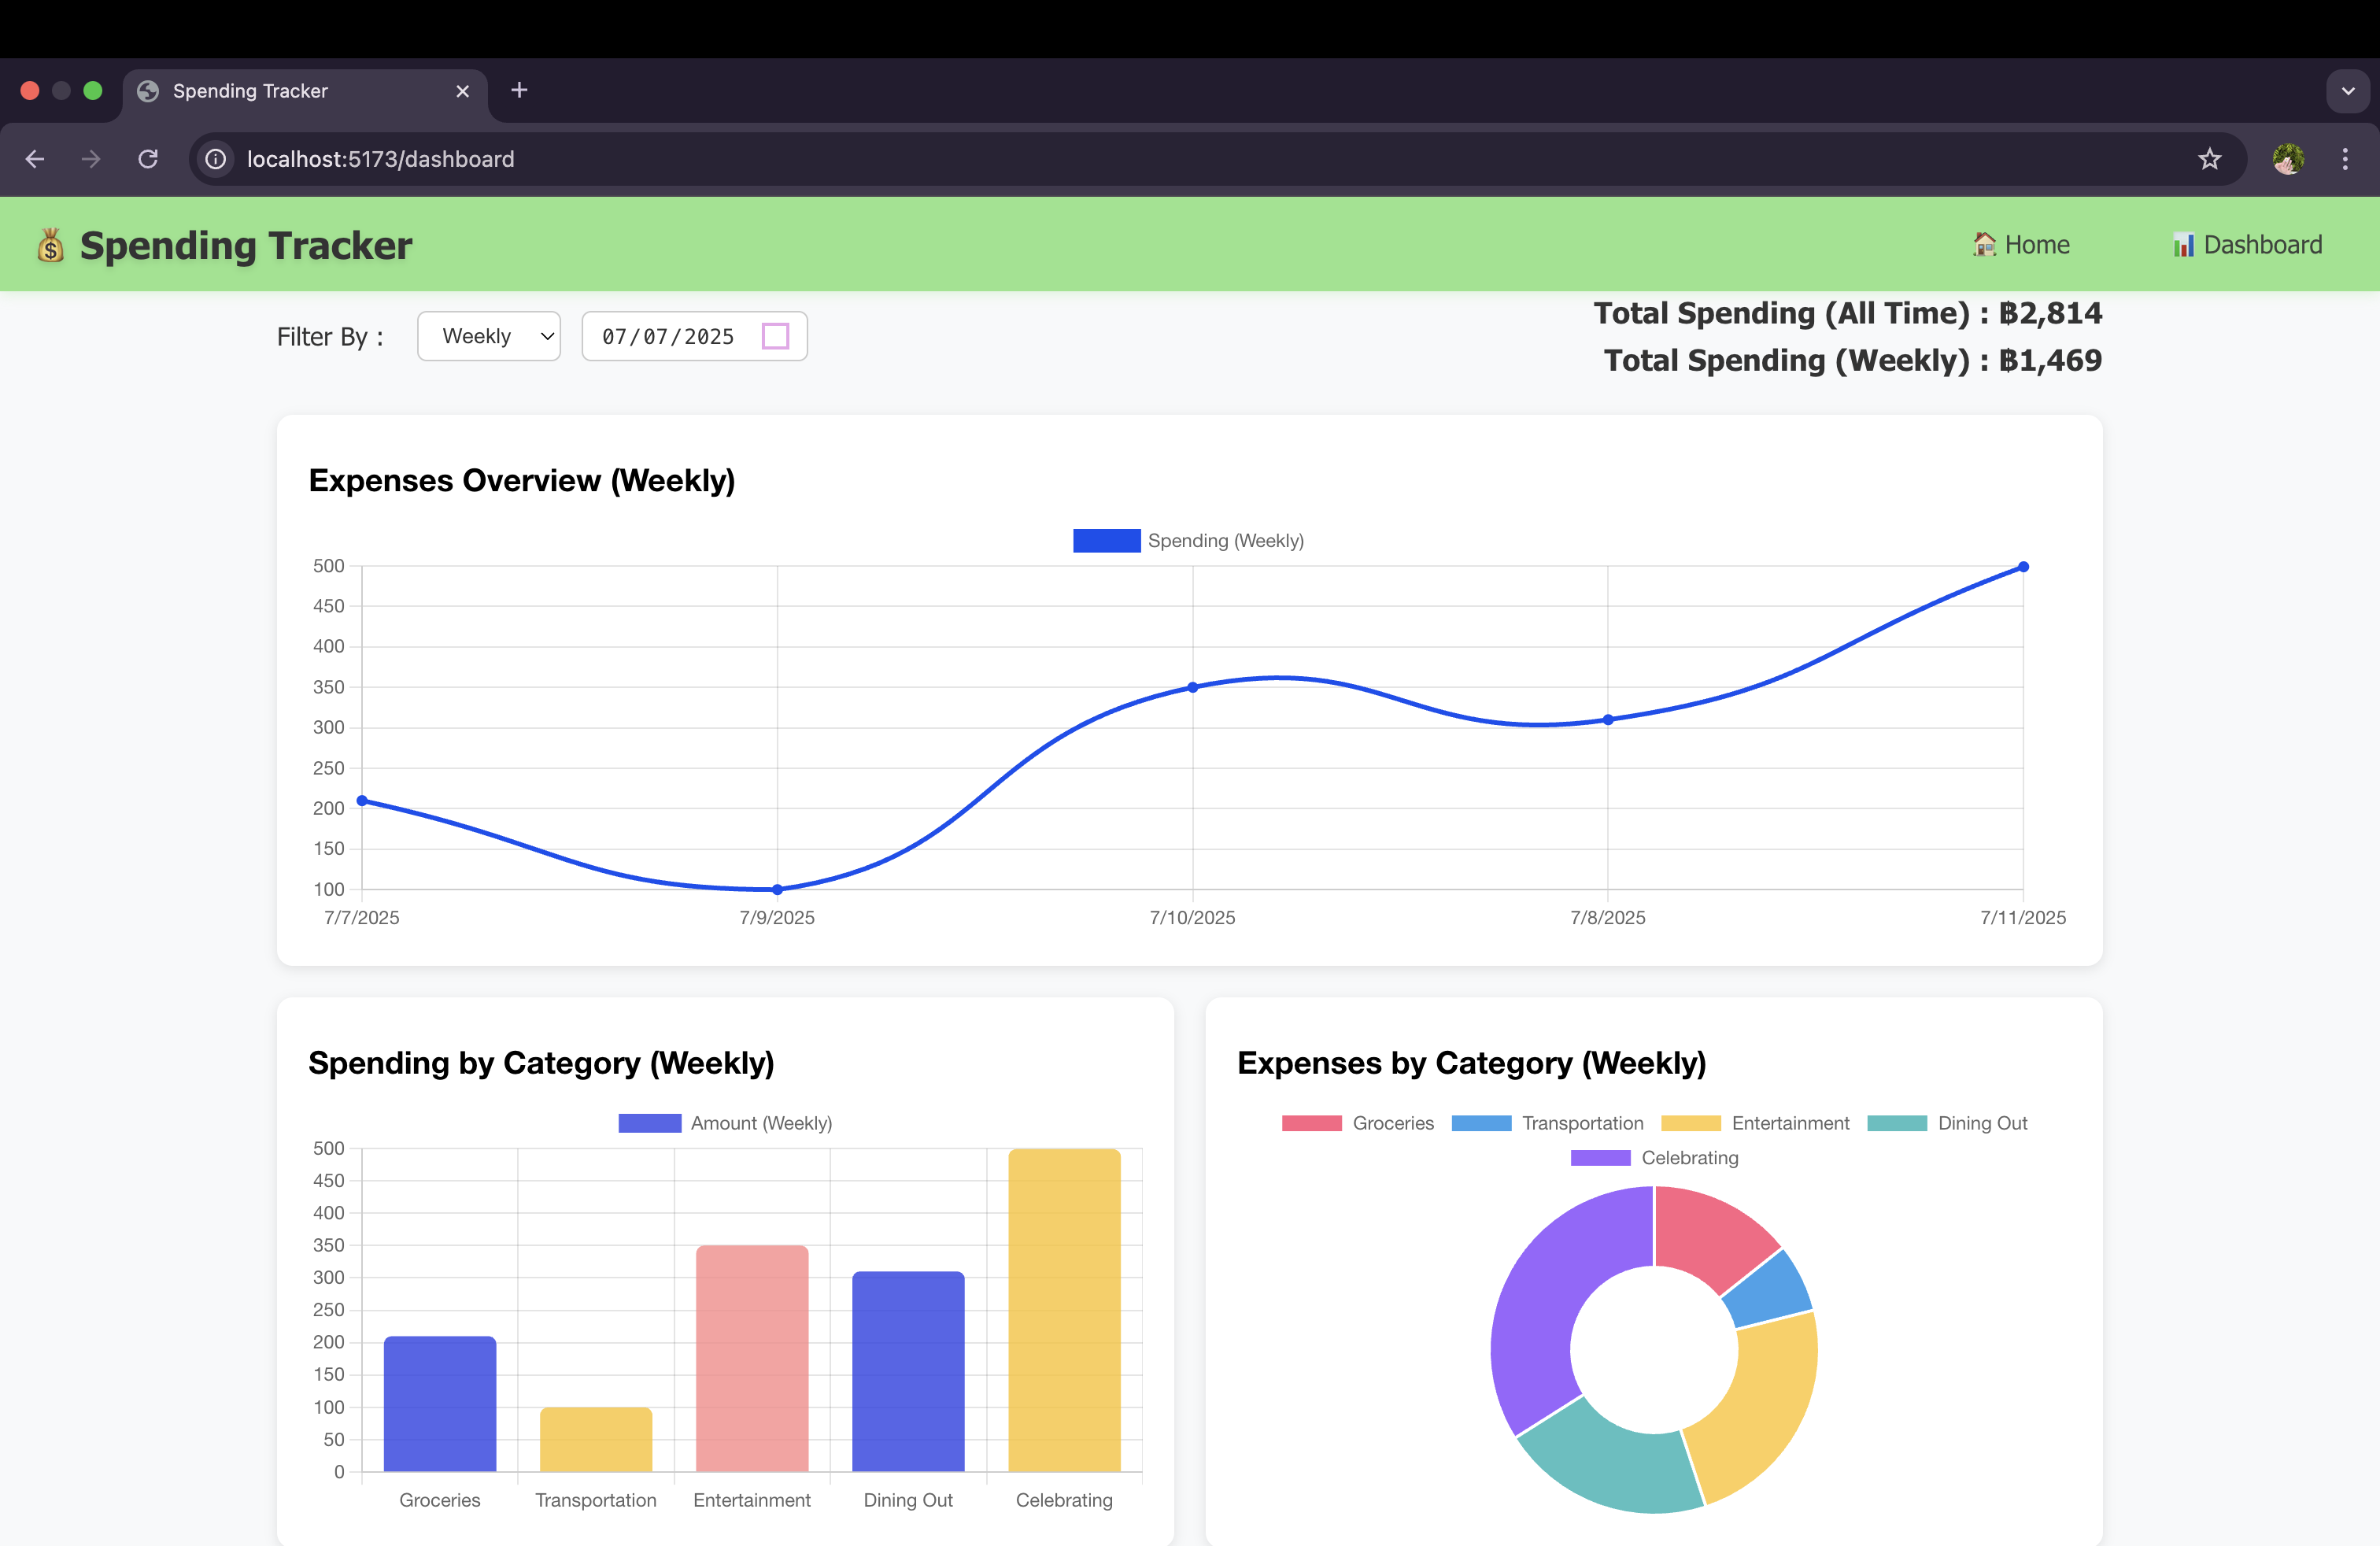 Spending Tracker
localhost:5173/dashboard
💰 Spending Tracker
🏠 Home
📊 Dashboard
Filter By :
Weekly
07/07/2025
Total Spending (All Time) : ฿2,814
Total Spending (Weekly) : ฿1,469
Expenses Overview (Weekly)
Spending (Weekly)
500
450
400
350
300
250
200
150
100
7/7/2025 7/9/2025 7/10/2025 7/8/2025 7/11/2025
Spending by Category (Weekly)
Amount (Weekly)
500
450
400
350
300
250
200
150
100
50
0
Groceries Transportation Entertainment Dining Out Celebrating
Expenses by Category (Weekly)
Groceries Transportation Entertainment Dining Out
Celebrating